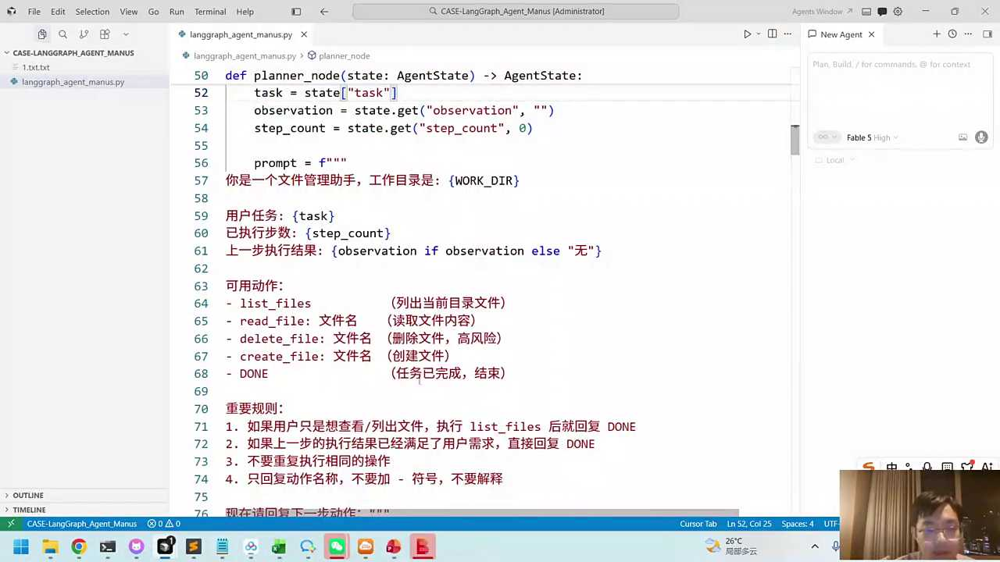 File Edit Selection View Go Run Terminal Help
CASE-LangGraph_Agent_Manus [Administrator]
Agents Window
CASE-LANGGRAPH_AGENT_MANUS
1.txt.txt
langgraph_agent_manus.py
langgraph_agent_manus.py
langgraph_agent_manus.py > planner_node
50 def planner_node(state: AgentState) -> AgentState:
52 task = state["task"]
53 observation = state.get("observation", "")
54 step_count = state.get("step_count", 0)
55
56 prompt = f"""
57 你是一个文件管理助手，工作目录是: {WORK_DIR}
58
59 用户任务: {task}
60 已执行步数: {step_count}
61 上一步执行结果: {observation if observation else "无"}
62
63 可用动作:
64 - list_files （列出当前目录文件）
65 - read_file: 文件名 （读取文件内容）
66 - delete_file: 文件名 （删除文件，高风险）
67 - create_file: 文件名 （创建文件）
68 - DONE （任务已完成，结束）
69
70 重要规则:
71 1. 如果用户只是想查看/列出文件，执行 list_files 后就回复 DONE
72 2. 如果上一步的执行结果已经满足了用户需求，直接回复 DONE
73 3. 不要重复执行相同的操作
74 4. 只回复动作名称，不要加 - 符号，不要解释
75
76 现在请回复下一步动作: """
New Agent
Plan, Build, / for commands, @ for context
Fable 5 High
Local
OUTLINE
TIMELINE
CASE-LangGraph_Agent_Manus 0 0
Cursor Tab Ln 52, Col 25 Spaces: 4 UTF-
中
26°C
局部多云